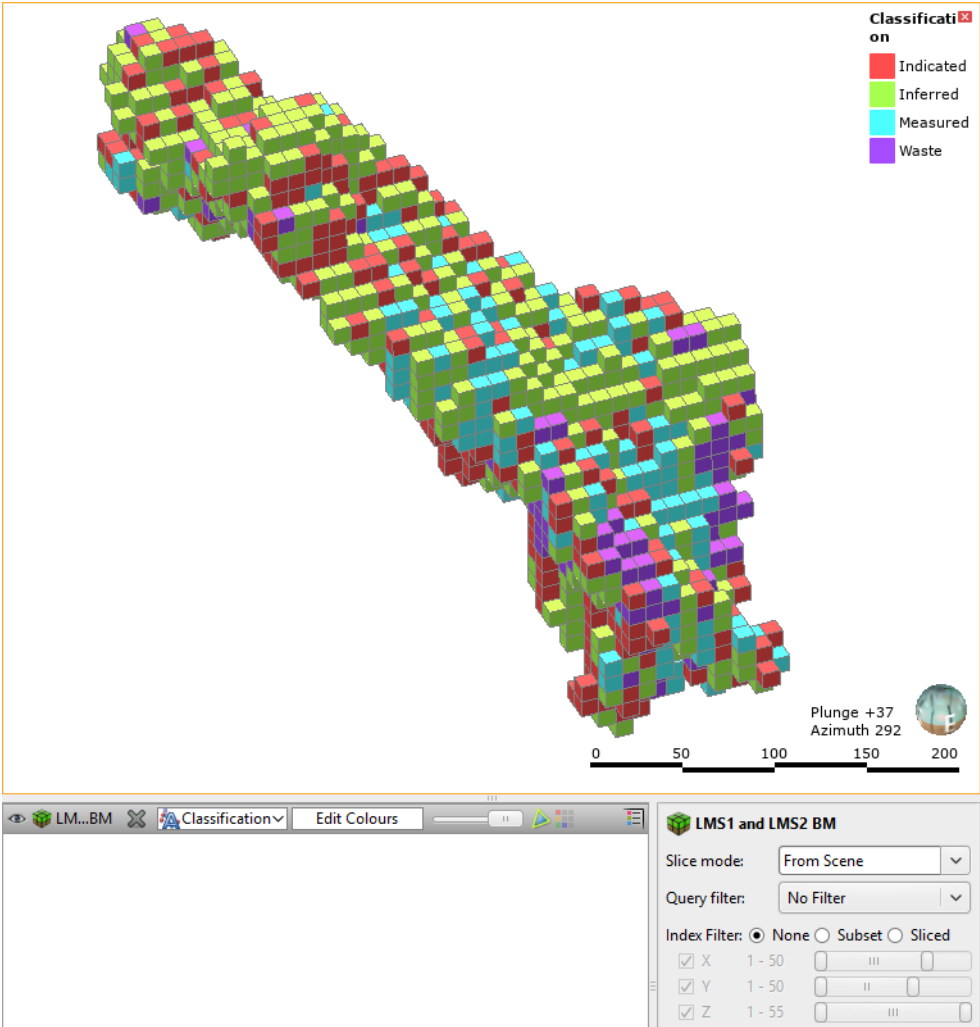 Classificati
on
Indicated
Inferred
Measured
Waste
Plunge +37
Azimuth 292
E
0 50 100 150 200
LM...BM Classification Edit Colours
LMS1 and LMS2 BM
Slice mode: From Scene
Query filter: No Filter
Index Filter: None Subset Sliced
X 1 - 50
Y 1 - 50
Z 1 - 55